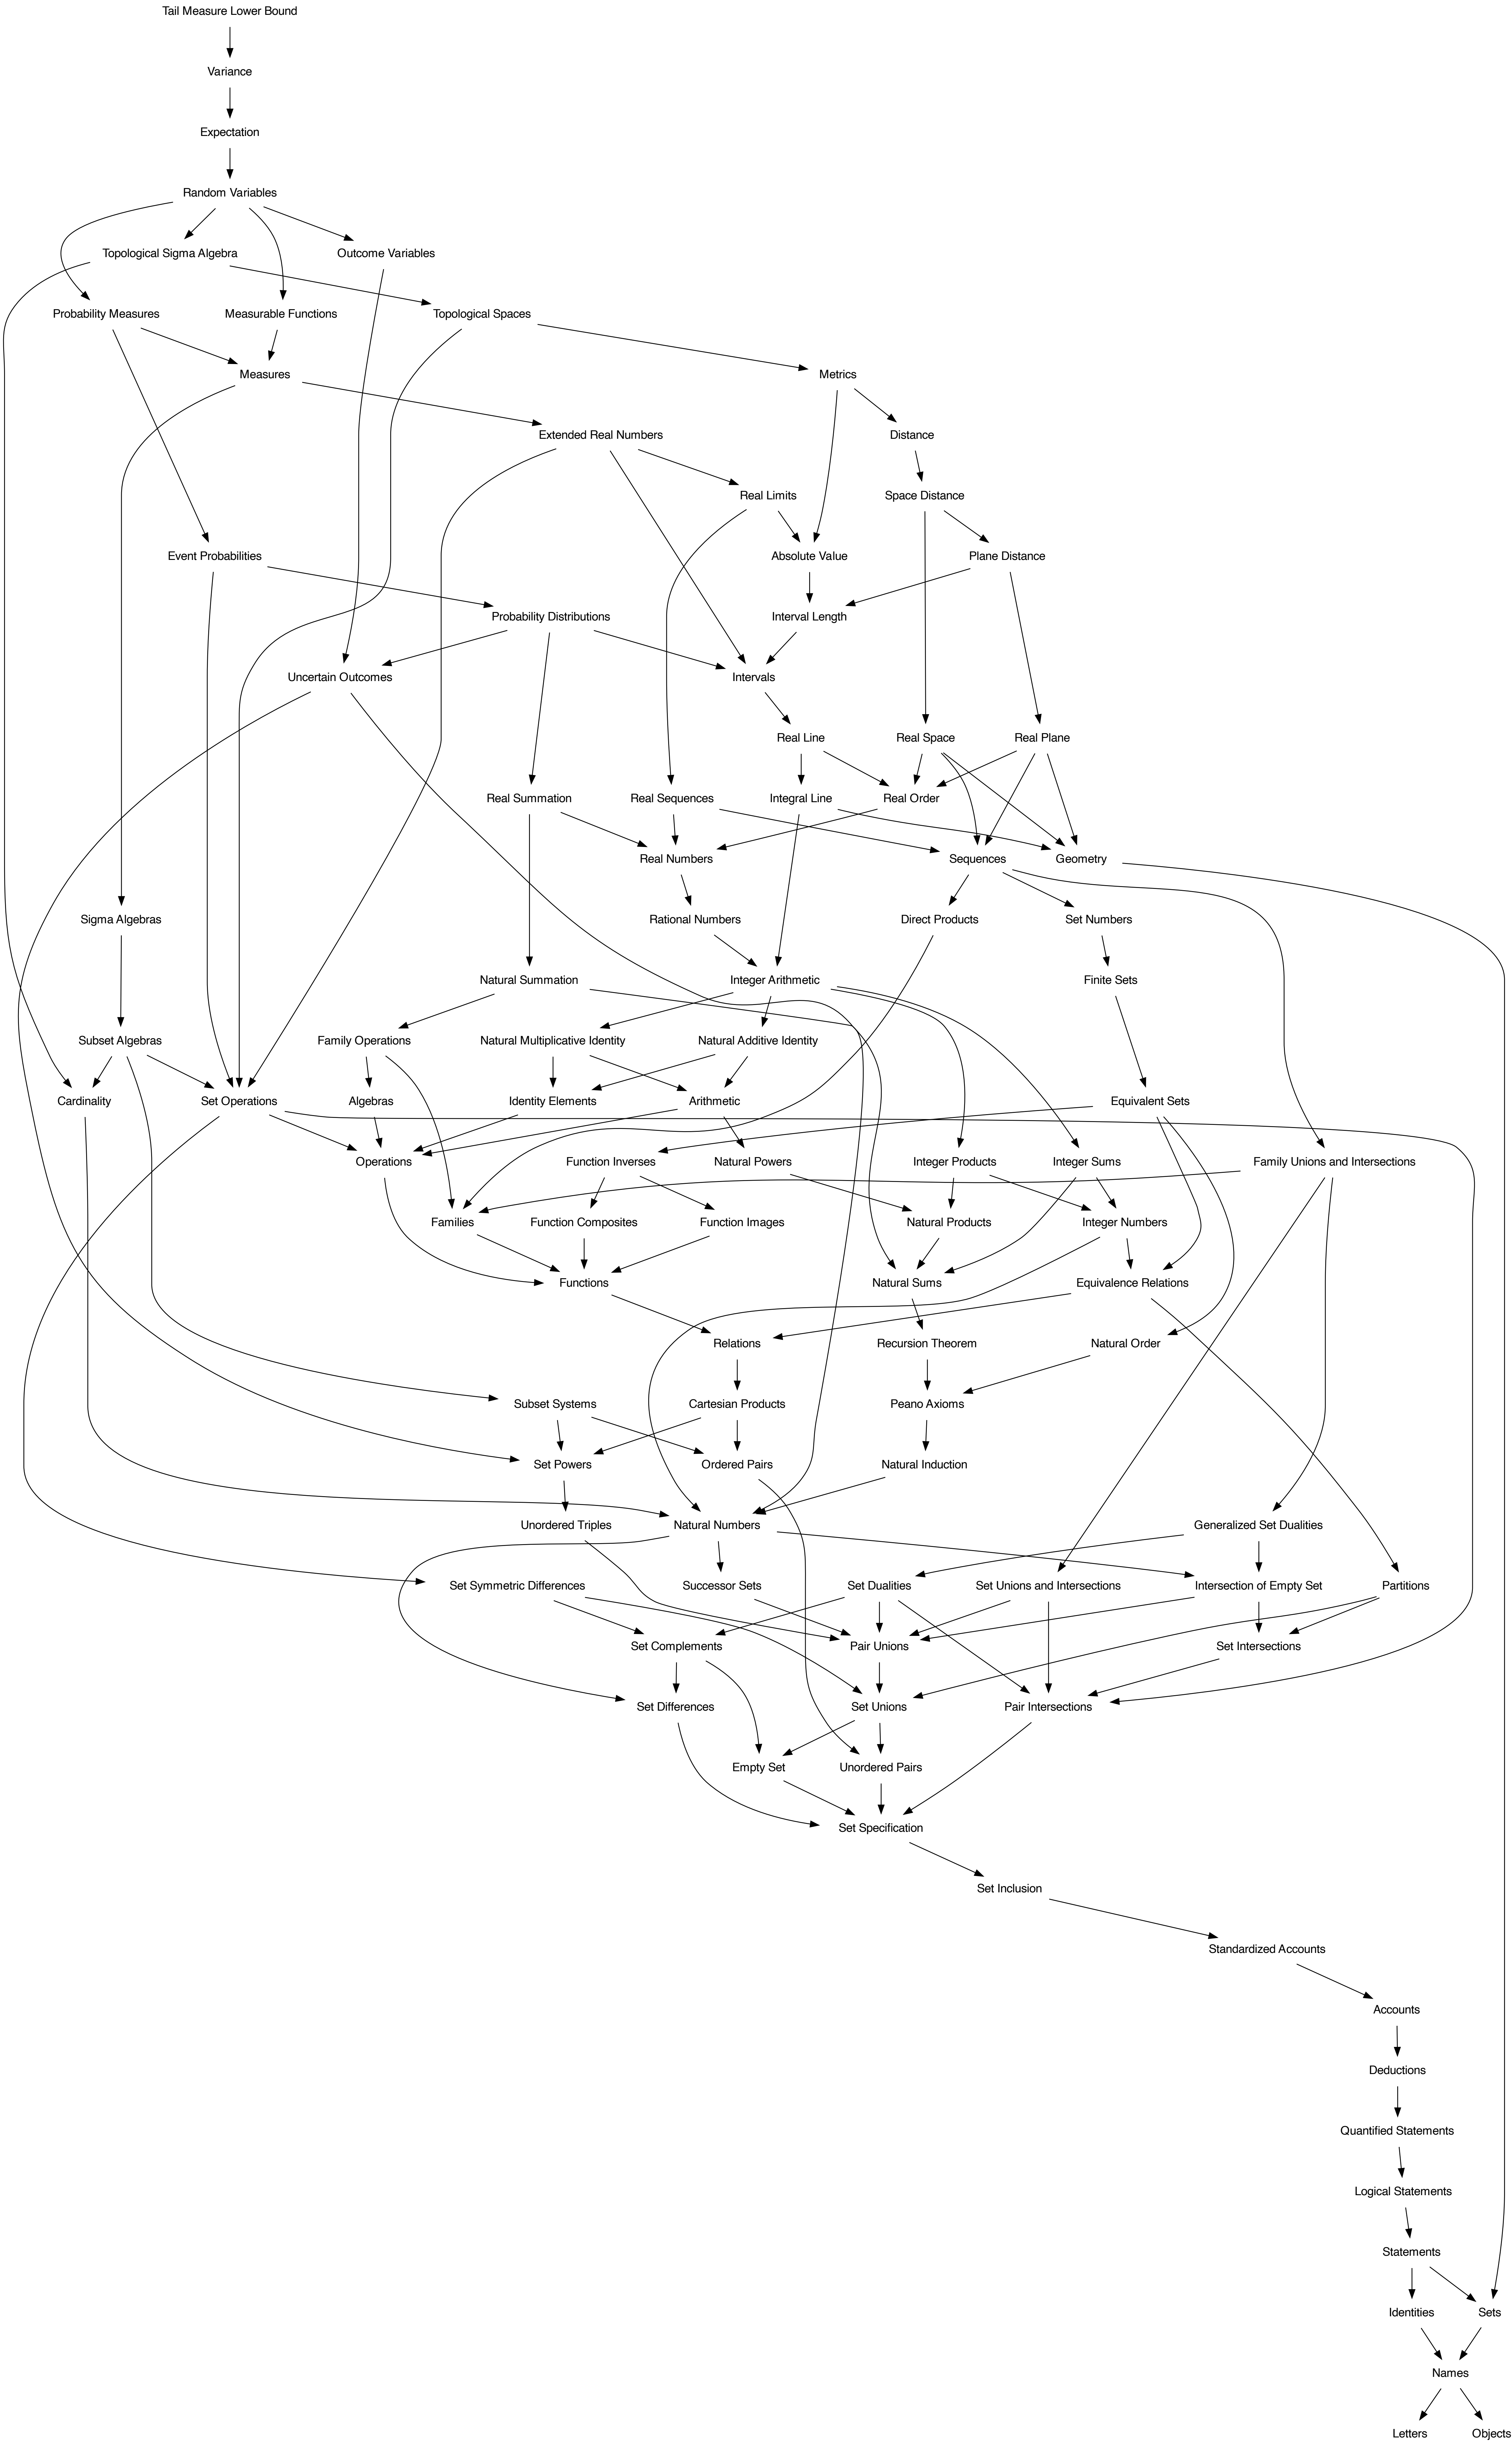 Tail Measure Lower Bound
Variance
Expectation
Random Variables
Topological Sigma Algebra
Outcome Variables
Probability Measures
Measurable Functions
Topological Spaces
Measures
Metrics
Extended Real Numbers
Distance
Real Limits
Space Distance
Event Probabilities
Absolute Value
Plane Distance
Probability Distributions
Interval Length
Uncertain Outcomes
Intervals
Real Line
Real Space
Real Plane
Real Summation
Real Sequences
Integral Line
Real Order
Real Numbers
Sequences
Geometry
Sigma Algebras
Rational Numbers
Direct Products
Set Numbers
Natural Summation
Integer Arithmetic
Finite Sets
Subset Algebras
Family Operations
Natural Multiplicative Identity
Natural Additive Identity
Cardinality
Set Operations
Algebras
Identity Elements
Arithmetic
Equivalent Sets
Operations
Function Inverses
Natural Powers
Integer Products
Integer Sums
Family Unions and Intersections
Families
Function Composites
Function Images
Natural Products
Integer Numbers
Functions
Natural Sums
Equivalence Relations
Relations
Recursion Theorem
Natural Order
Subset Systems
Cartesian Products
Peano Axioms
Set Powers
Ordered Pairs
Natural Induction
Unordered Triples
Natural Numbers
Generalized Set Dualities
Set Symmetric Differences
Successor Sets
Set Dualities
Set Unions and Intersections
Intersection of Empty Set
Partitions
Set Complements
Pair Unions
Set Intersections
Set Differences
Set Unions
Pair Intersections
Empty Set
Unordered Pairs
Set Specification
Set Inclusion
Standardized Accounts
Accounts
Deductions
Quantified Statements
Logical Statements
Statements
Identities
Sets
Names
Letters
Objects